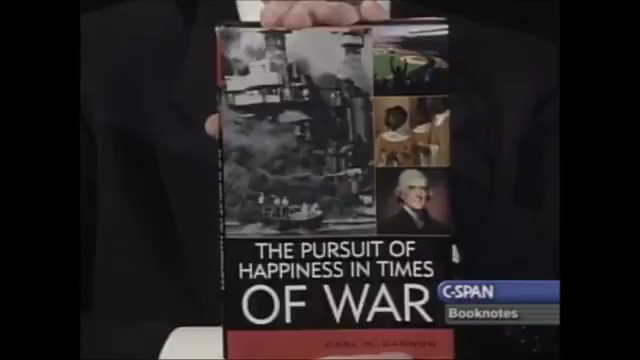 THE PURSUIT OF
HAPPINESS IN TIMES
OF WAR
CARL M. CANNON
C-SPAN
Booknotes